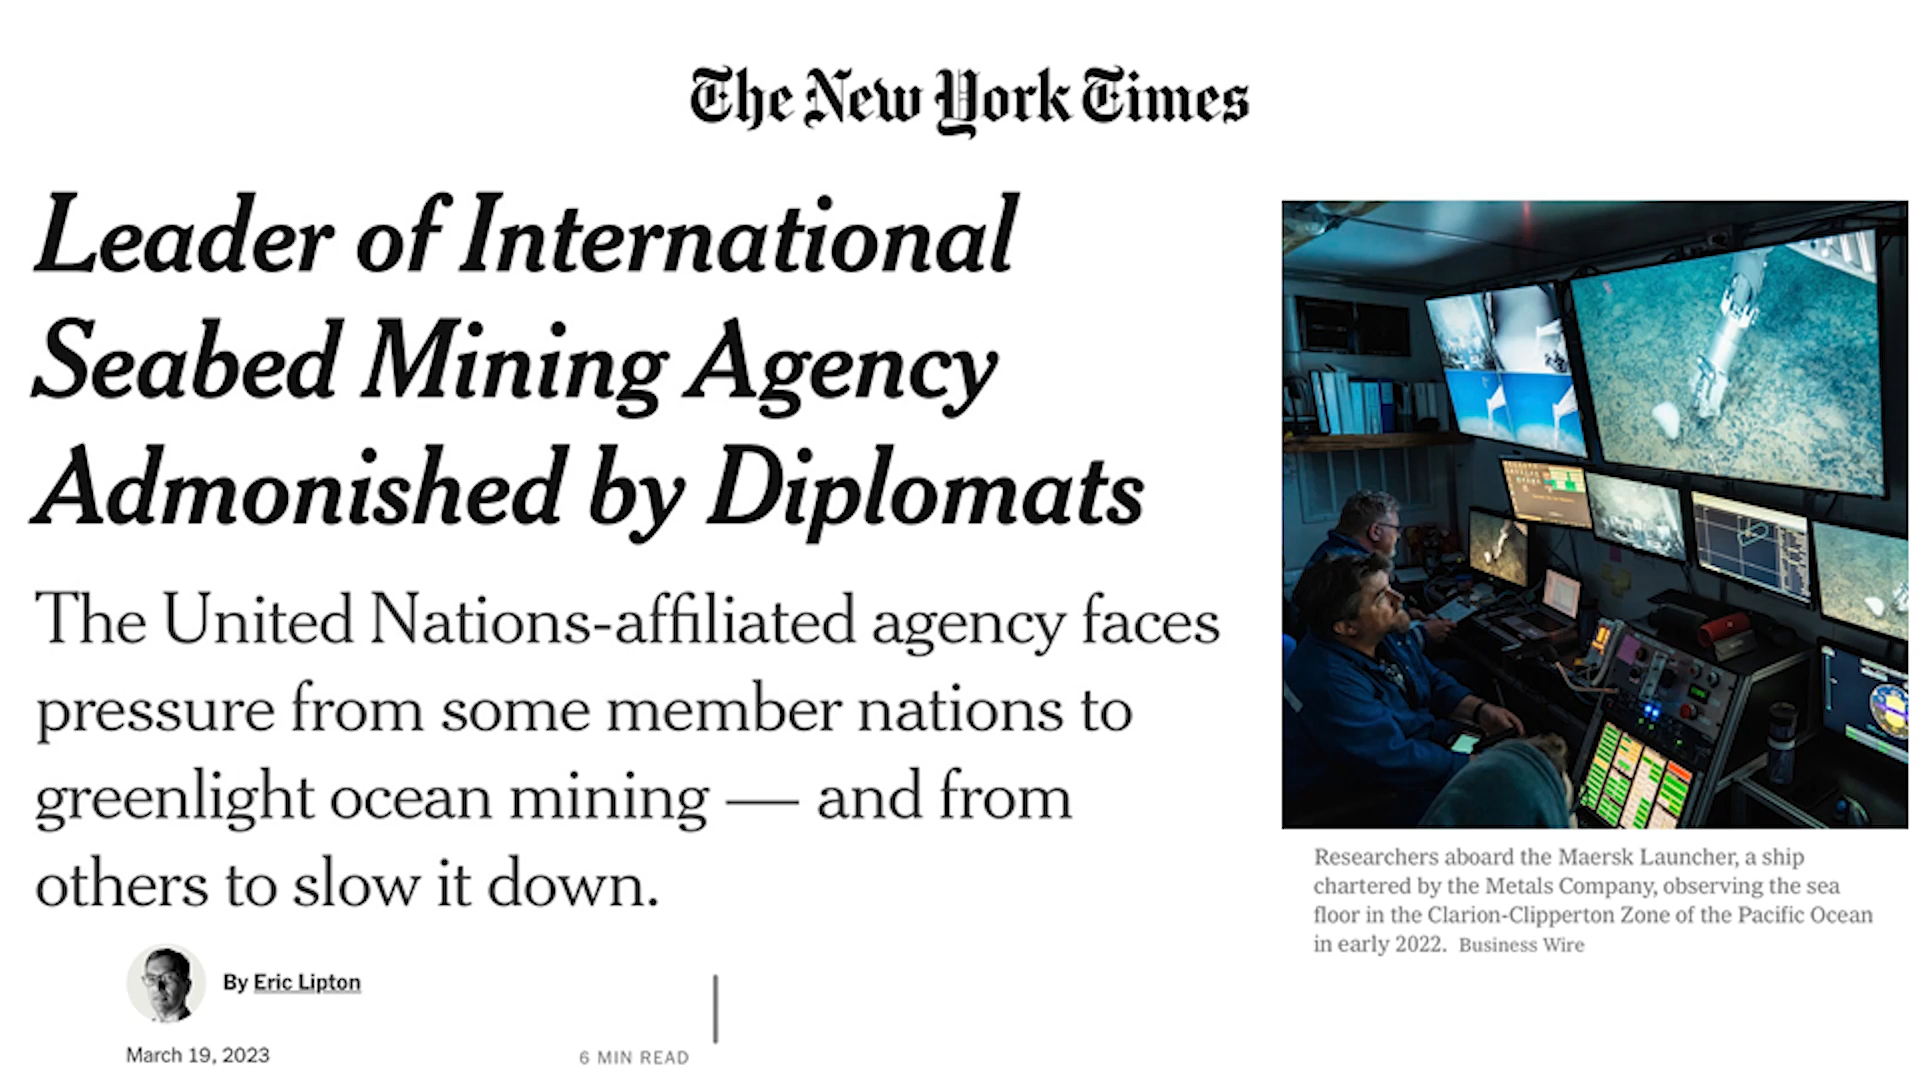 The New York Times
Leader of International
Seabed Mining Agency
Admonished by Diplomats
The United Nations-affiliated agency faces
pressure from some member nations to
greenlight ocean mining — and from
others to slow it down.
By Eric Lipton
March 19, 2023
6 MIN READ
Researchers aboard the Maersk Launcher, a ship
chartered by the Metals Company, observing the sea
floor in the Clarion-Clipperton Zone of the Pacific Ocean
in early 2022. Business Wire